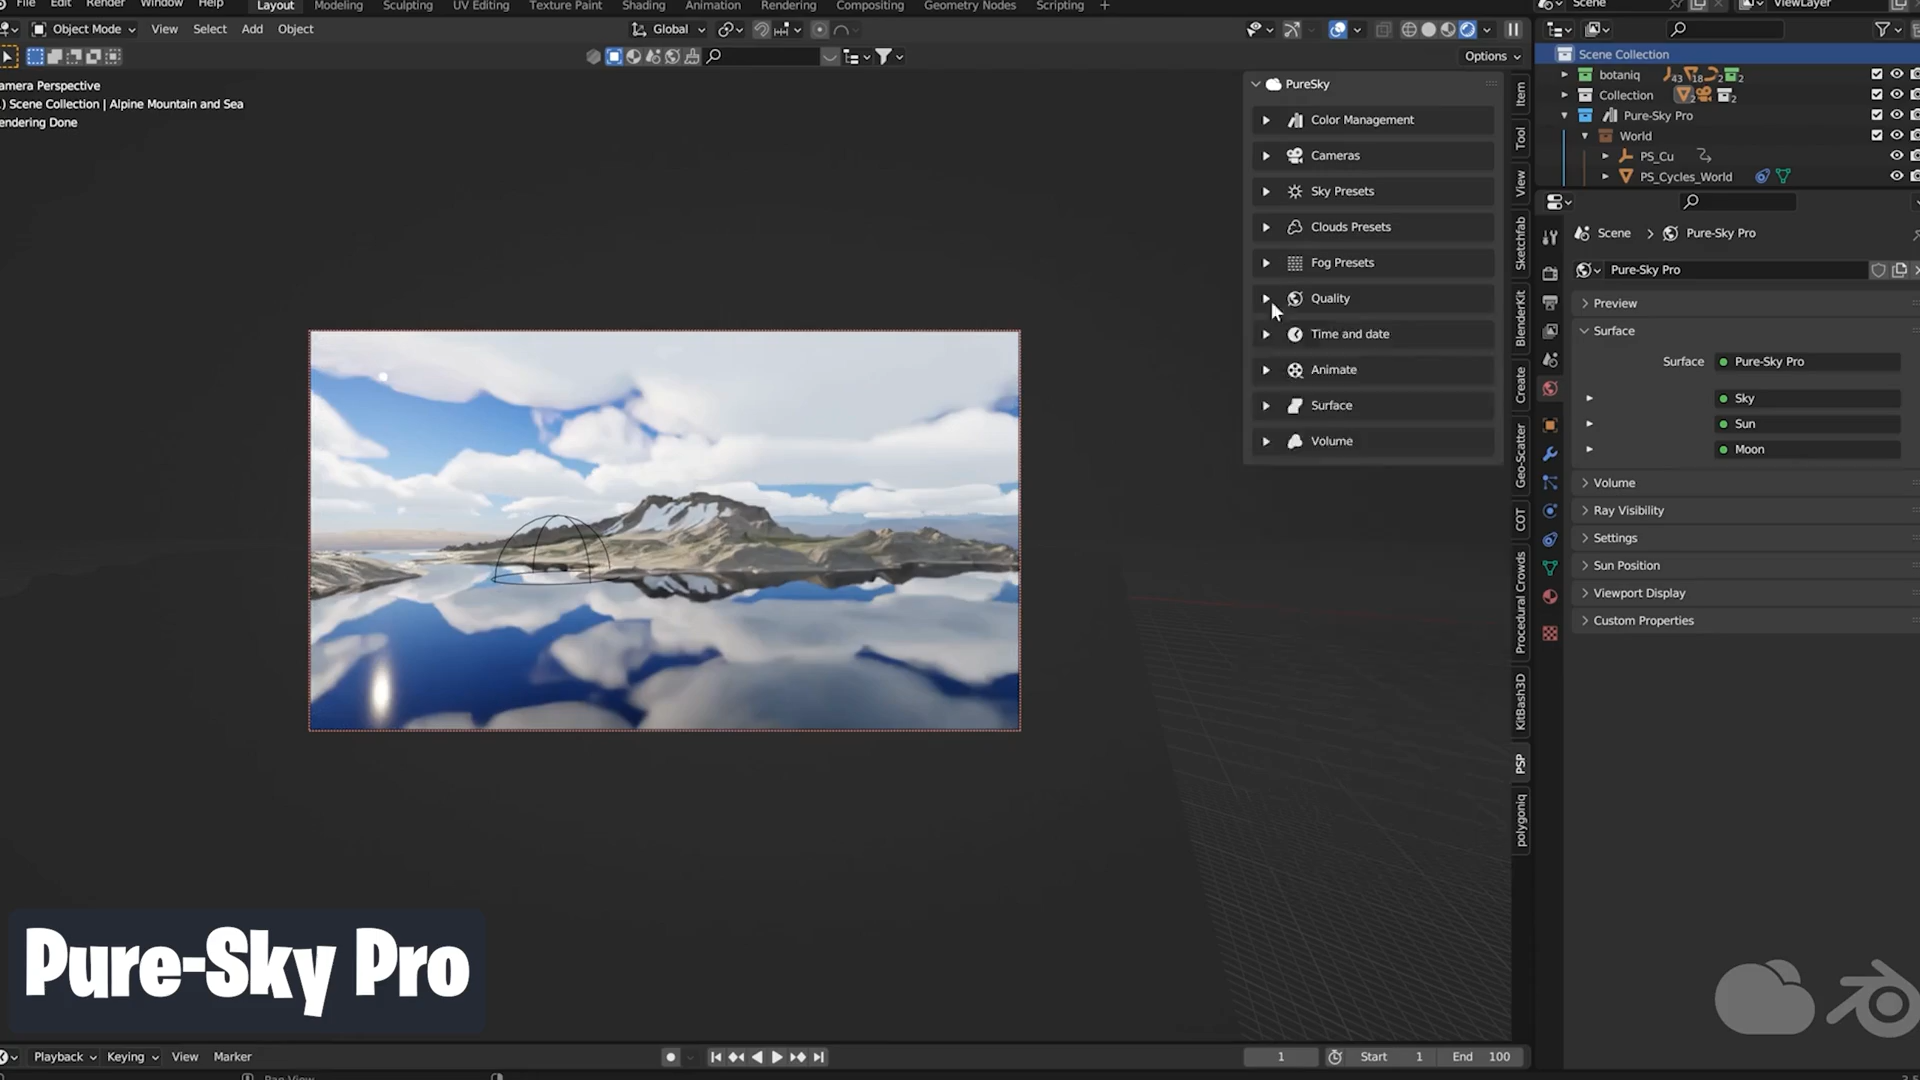 File Edit Render Window Help Layout Modeling Sculpting UV Editing Texture Paint Shading Animation Rendering Compositing Geometry Nodes Scripting + Scene ViewLayer
Object Mode View Select Add Object Global
Options
amera Perspective
) Scene Collection | Alpine Mountain and Sea
endering Done
PureSky
Color Management
Cameras
Sky Presets
Clouds Presets
Fog Presets
Quality
Time and date
Animate
Surface
Volume
Item
Tool
View
Sketchfab
BlenderKit
Create
Geo-Scatter
COT
Procedural Crowds
KitBash3D
PSP
polygoniq
Scene Collection
botaniq 43 18 2 2
Collection 2 2
Pure-Sky Pro
World
PS_Cu
PS_Cycles_World
Scene > Pure-Sky Pro
Pure-Sky Pro
Preview
Surface
Surface Pure-Sky Pro
Sky
Sun
Moon
Volume
Ray Visibility
Settings
Sun Position
Viewport Display
Custom Properties
Pure-Sky Pro
Playback Keying View Marker 1 Start 1 End 100